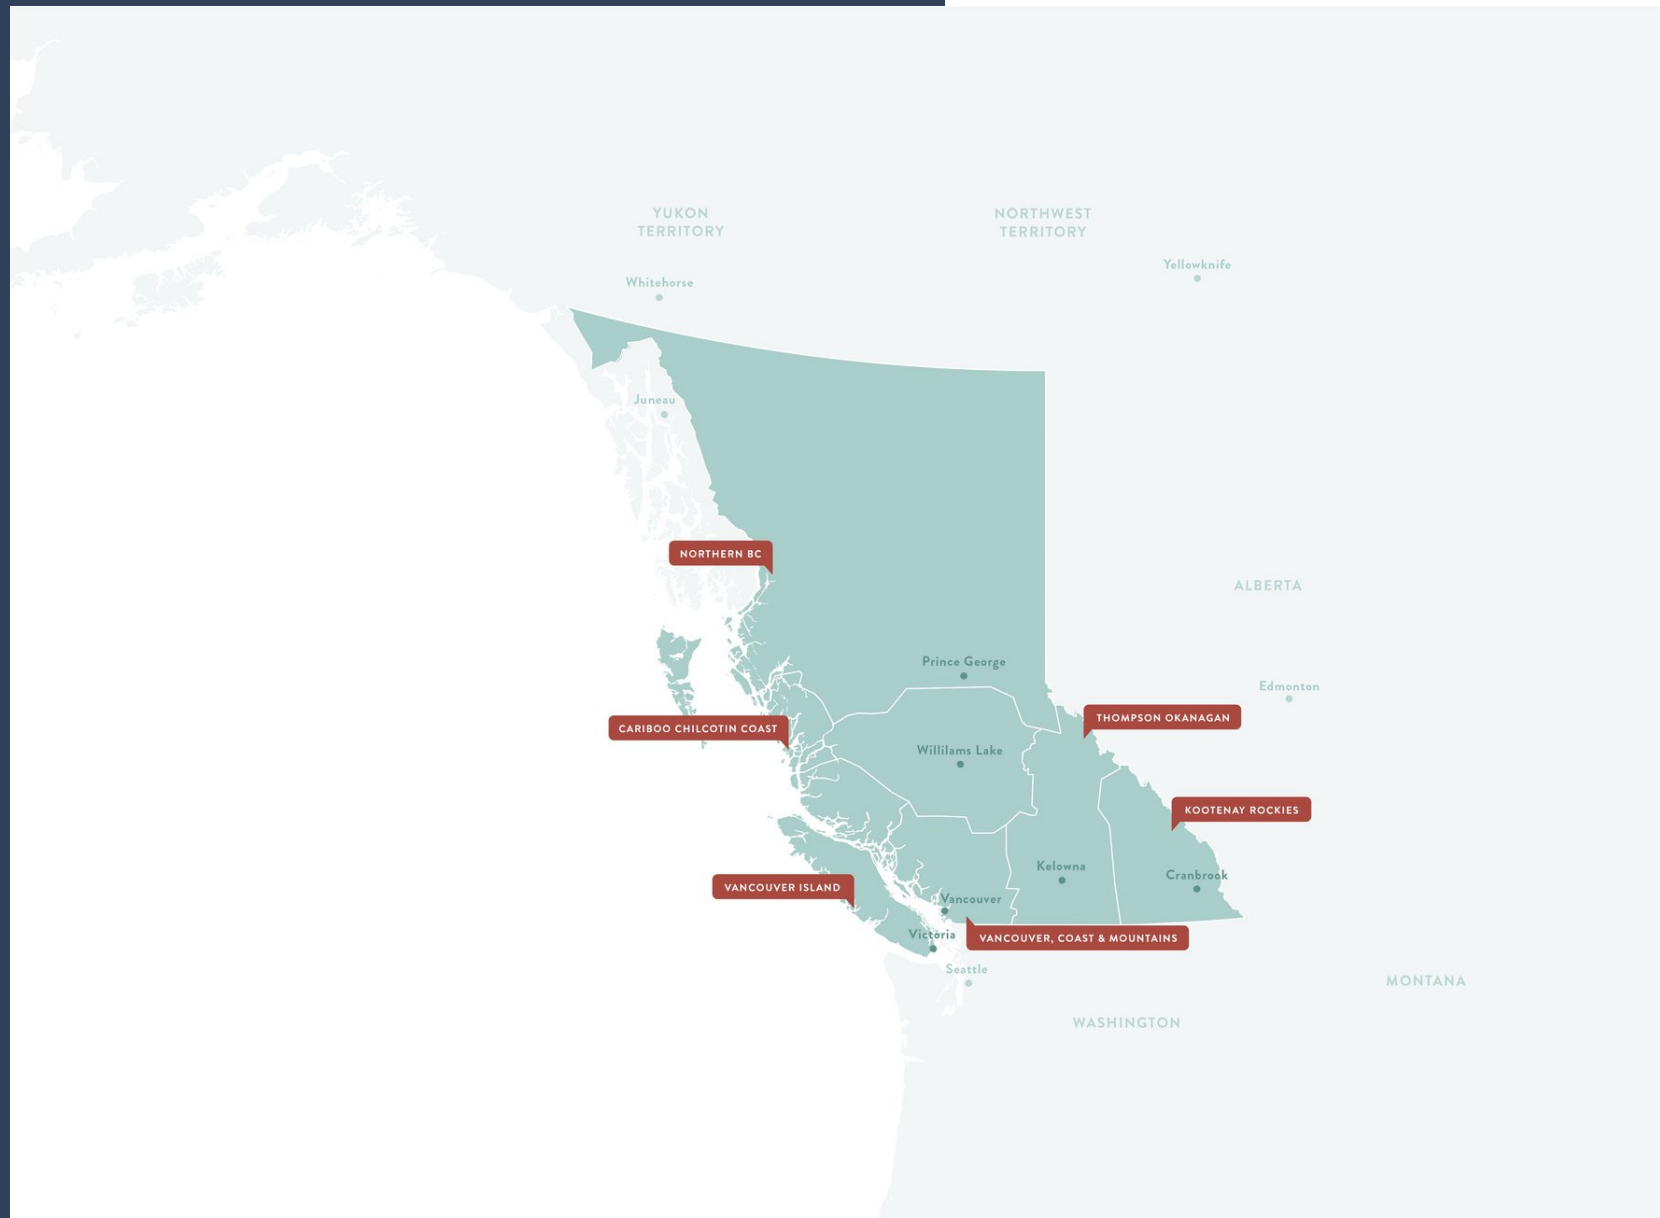 YUKON
TERRITORY
NORTHWEST
TERRITORY
Yellowknife
Whitehorse
Juneau
NORTHERN BC
ALBERTA
Prince George
Edmonton
THOMPSON OKANAGAN
CARIBOO CHILCOTIN COAST
Willilams Lake
KOOTENAY ROCKIES
Kelowna
Cranbrook
VANCOUVER ISLAND
Vancouver
Victoria
VANCOUVER, COAST & MOUNTAINS
Seattle
MONTANA
WASHINGTON